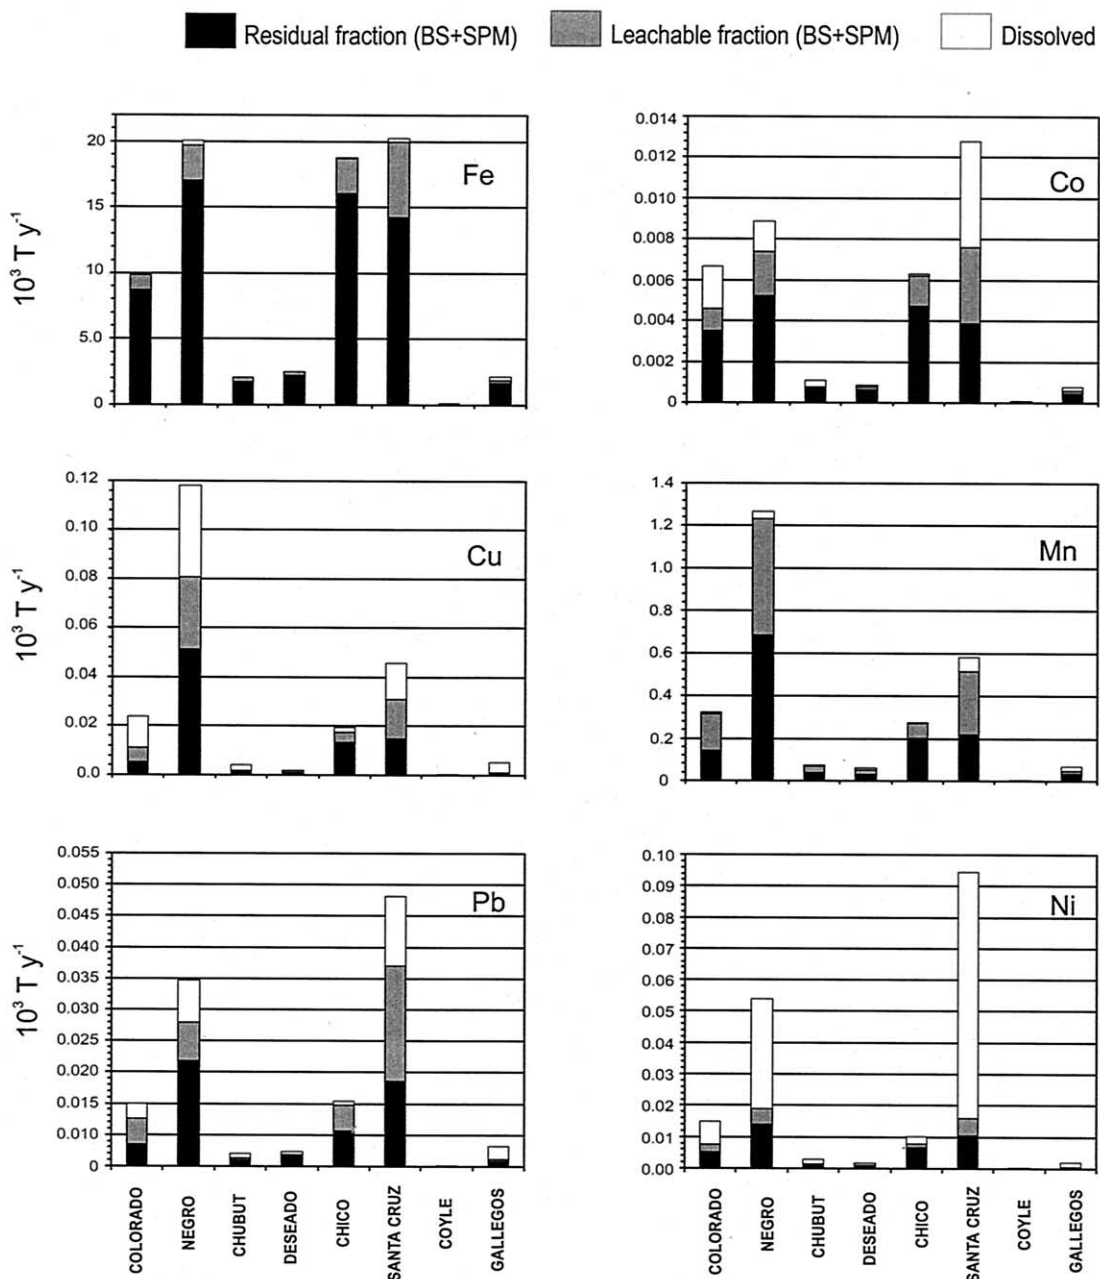 Residual fraction (BS+SPM) Leachable fraction (BS+SPM) Dissolved
Fe
10³ T y⁻¹
20
15
10
5.0
0
Co
0.014
0.012
0.010
0.008
0.006
0.004
0.002
0
Cu
10³ T y⁻¹
0.12
0.10
0.08
0.06
0.04
0.02
0.0
Mn
1.4
1.2
1.0
0.8
0.6
0.4
0.2
0
Pb
10³ T y⁻¹
0.055
0.050
0.045
0.040
0.035
0.030
0.025
0.020
0.015
0.010
0
COLORADO
NEGRO
CHUBUT
DESEADO
CHICO
SANTA CRUZ
COYLE
GALLEGOS
Ni
0.10
0.09
0.08
0.07
0.06
0.05
0.04
0.03
0.02
0.01
0.00
COLORADO
NEGRO
CHUBUT
DESEADO
CHICO
SANTA CRUZ
COYLE
GALLEGOS